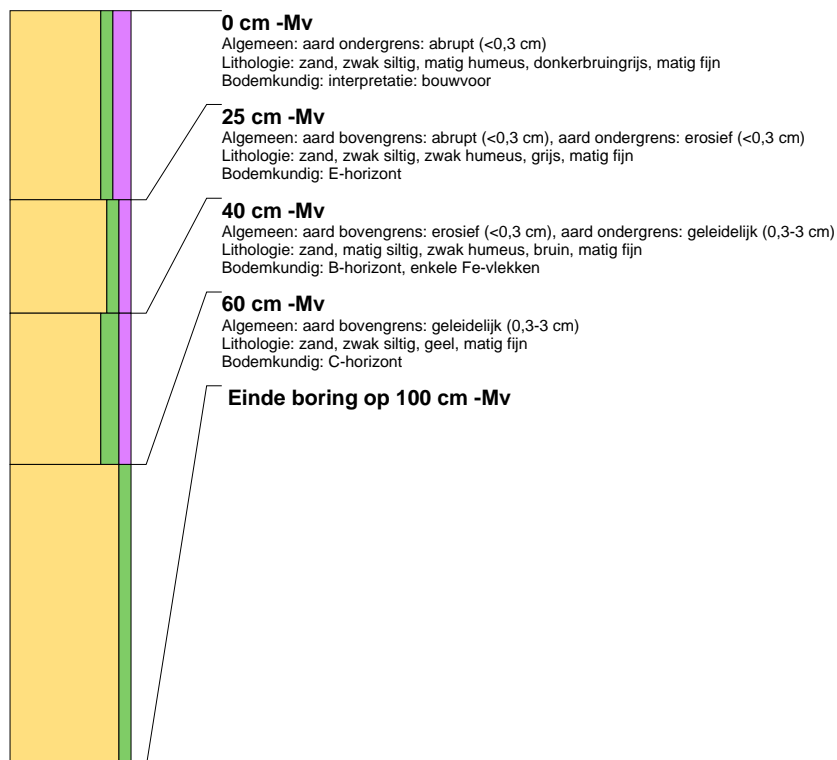 0 cm -Mv
Algemeen: aard ondergrens: abrupt (<0,3 cm)
Lithologie: zand, zwak siltig, matig humeus, donkerbruingrijs, matig fijn
Bodemkundig: interpretatie: bouwvoor
25 cm -Mv
Algemeen: aard bovengrens: abrupt (<0,3 cm), aard ondergrens: erosief (<0,3 cm)
Lithologie: zand, zwak siltig, zwak humeus, grijs, matig fijn
Bodemkundig: E-horizont
40 cm -Mv
Algemeen: aard bovengrens: erosief (<0,3 cm), aard ondergrens: geleidelijk (0,3-3 cm)
Lithologie: zand, matig siltig, zwak humeus, bruin, matig fijn
Bodemkundig: B-horizont, enkele Fe-vlekken
60 cm -Mv
Algemeen: aard bovengrens: geleidelijk (0,3-3 cm)
Lithologie: zand, zwak siltig, geel, matig fijn
Bodemkundig: C-horizont
Einde boring op 100 cm -Mv